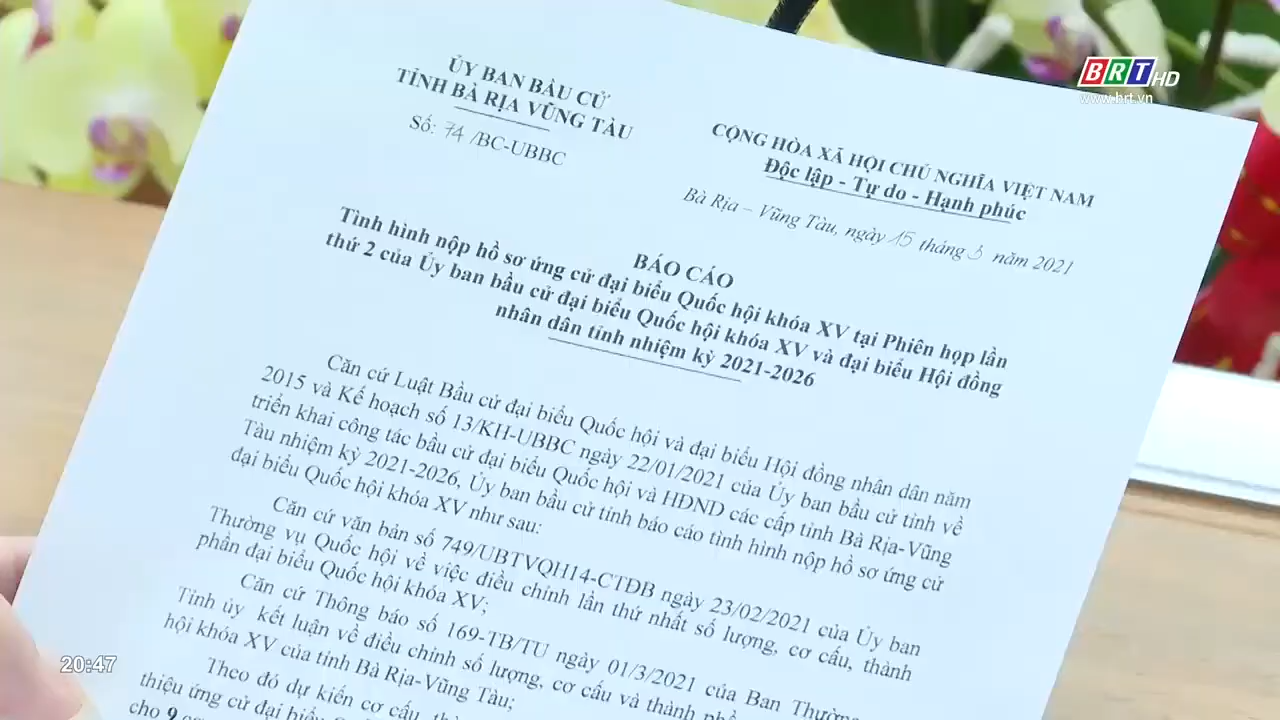 BRT HD
www.brt.vn
ỦY BAN BẦU CỬ
TỈNH BÀ RỊA VŨNG TÀU
Số: 74 /BC-UBBC
CỘNG HÒA XÃ HỘI CHỦ NGHĨA VIỆT NAM
Độc lập - Tự do - Hạnh phúc
Bà Rịa – Vũng Tàu, ngày 15 tháng 3 năm 2021
BÁO CÁO
Tình hình nộp hồ sơ ứng cử đại biểu Quốc hội khóa XV tại Phiên họp lần
thứ 2 của Ủy ban bầu cử đại biểu Quốc hội khóa XV và đại biểu Hội đồng
nhân dân tỉnh nhiệm kỳ 2021-2026
Căn cứ Luật Bầu cử đại biểu Quốc hội và đại biểu Hội đồng nhân dân năm
2015 và Kế hoạch số 13/KH-UBBC ngày 22/01/2021 của Ủy ban bầu cử tỉnh về
triển khai công tác bầu cử đại biểu Quốc hội và HDND các cấp tỉnh Bà Rịa-Vũng
Tàu nhiệm kỳ 2021-2026, Ủy ban bầu cử tỉnh báo cáo tình hình nộp hồ sơ ứng cử
đại biểu Quốc hội khóa XV như sau:
Căn cứ văn bản số 749/UBTVQH14-CTĐB ngày 23/02/2021 của Ủy ban
Thường vụ Quốc hội về việc điều chỉnh lần thứ nhất số lượng, cơ cấu, thành
phần đại biểu Quốc hội khóa XV;
Căn cứ Thông báo số 169-TB/TU ngày 01/3/2021 của Ban Thường
Tỉnh ủy kết luận về điều chỉnh số lượng, cơ cấu và thành
hội khóa XV của tỉnh Bà Rịa-Vũng Tàu;
Theo đó dự kiến cơ cấu,
thiệu ứng cử đại biểu
cho 9
20:47